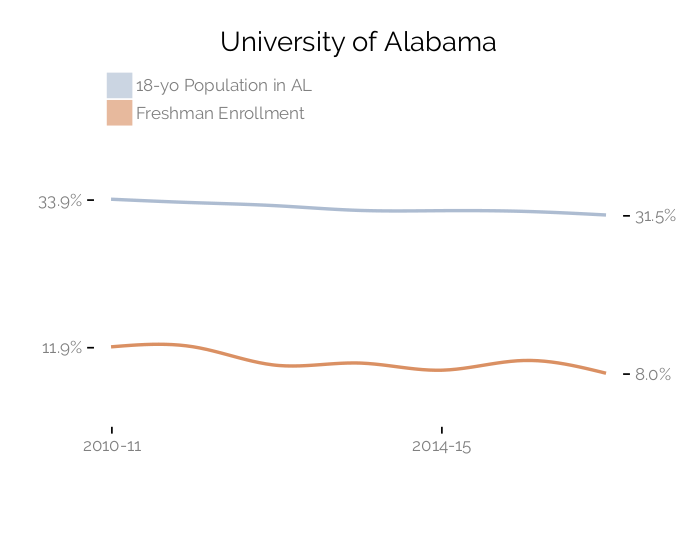 University of Alabama
18-yo Population in AL
Freshman Enrollment
33.9%
31.5%
11.9%
8.0%
2010-11
2014-15